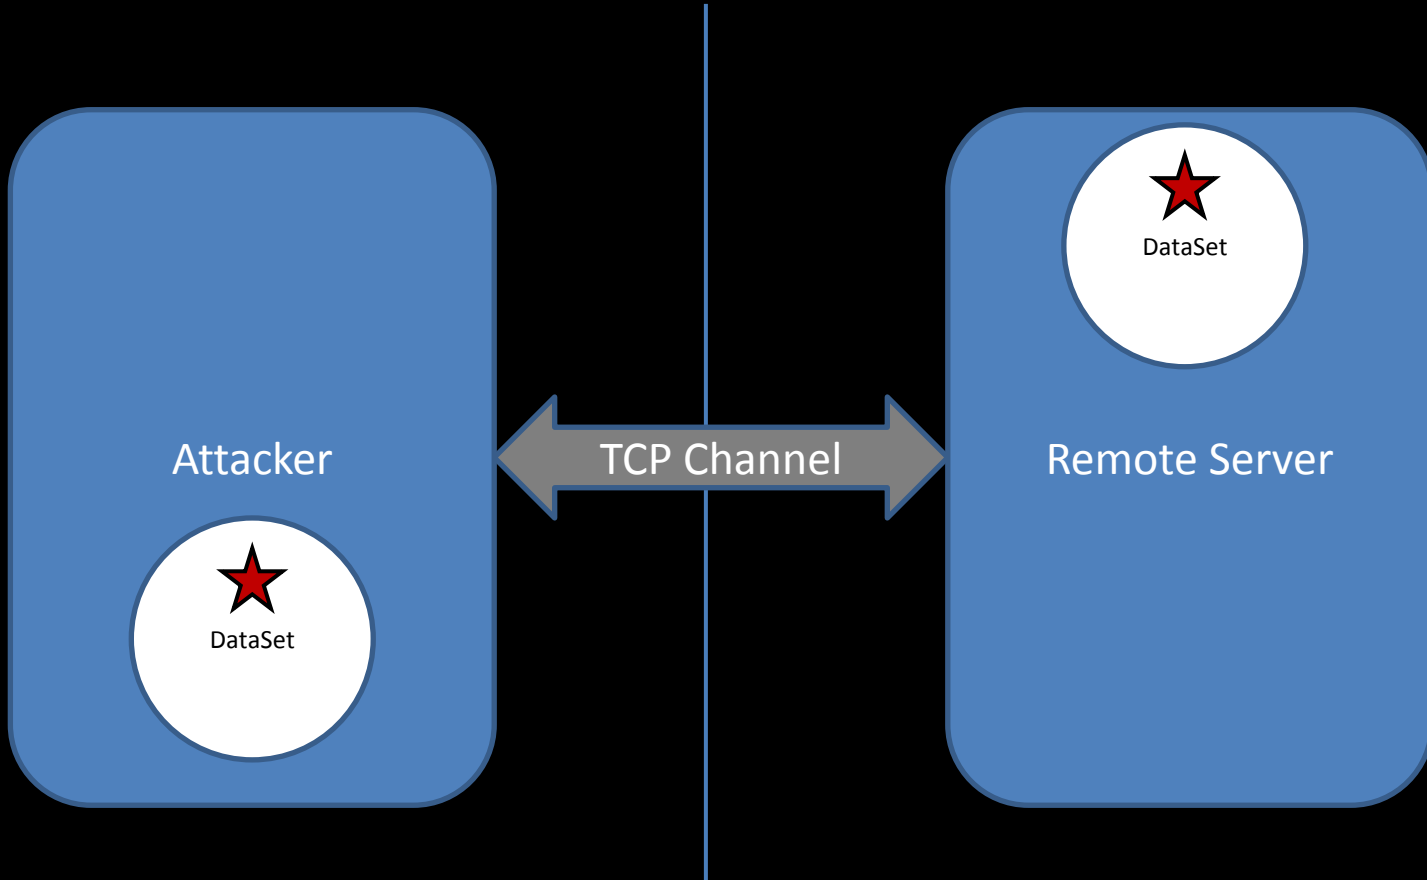 DataSet
Attacker
TCP Channel
Remote Server
DataSet